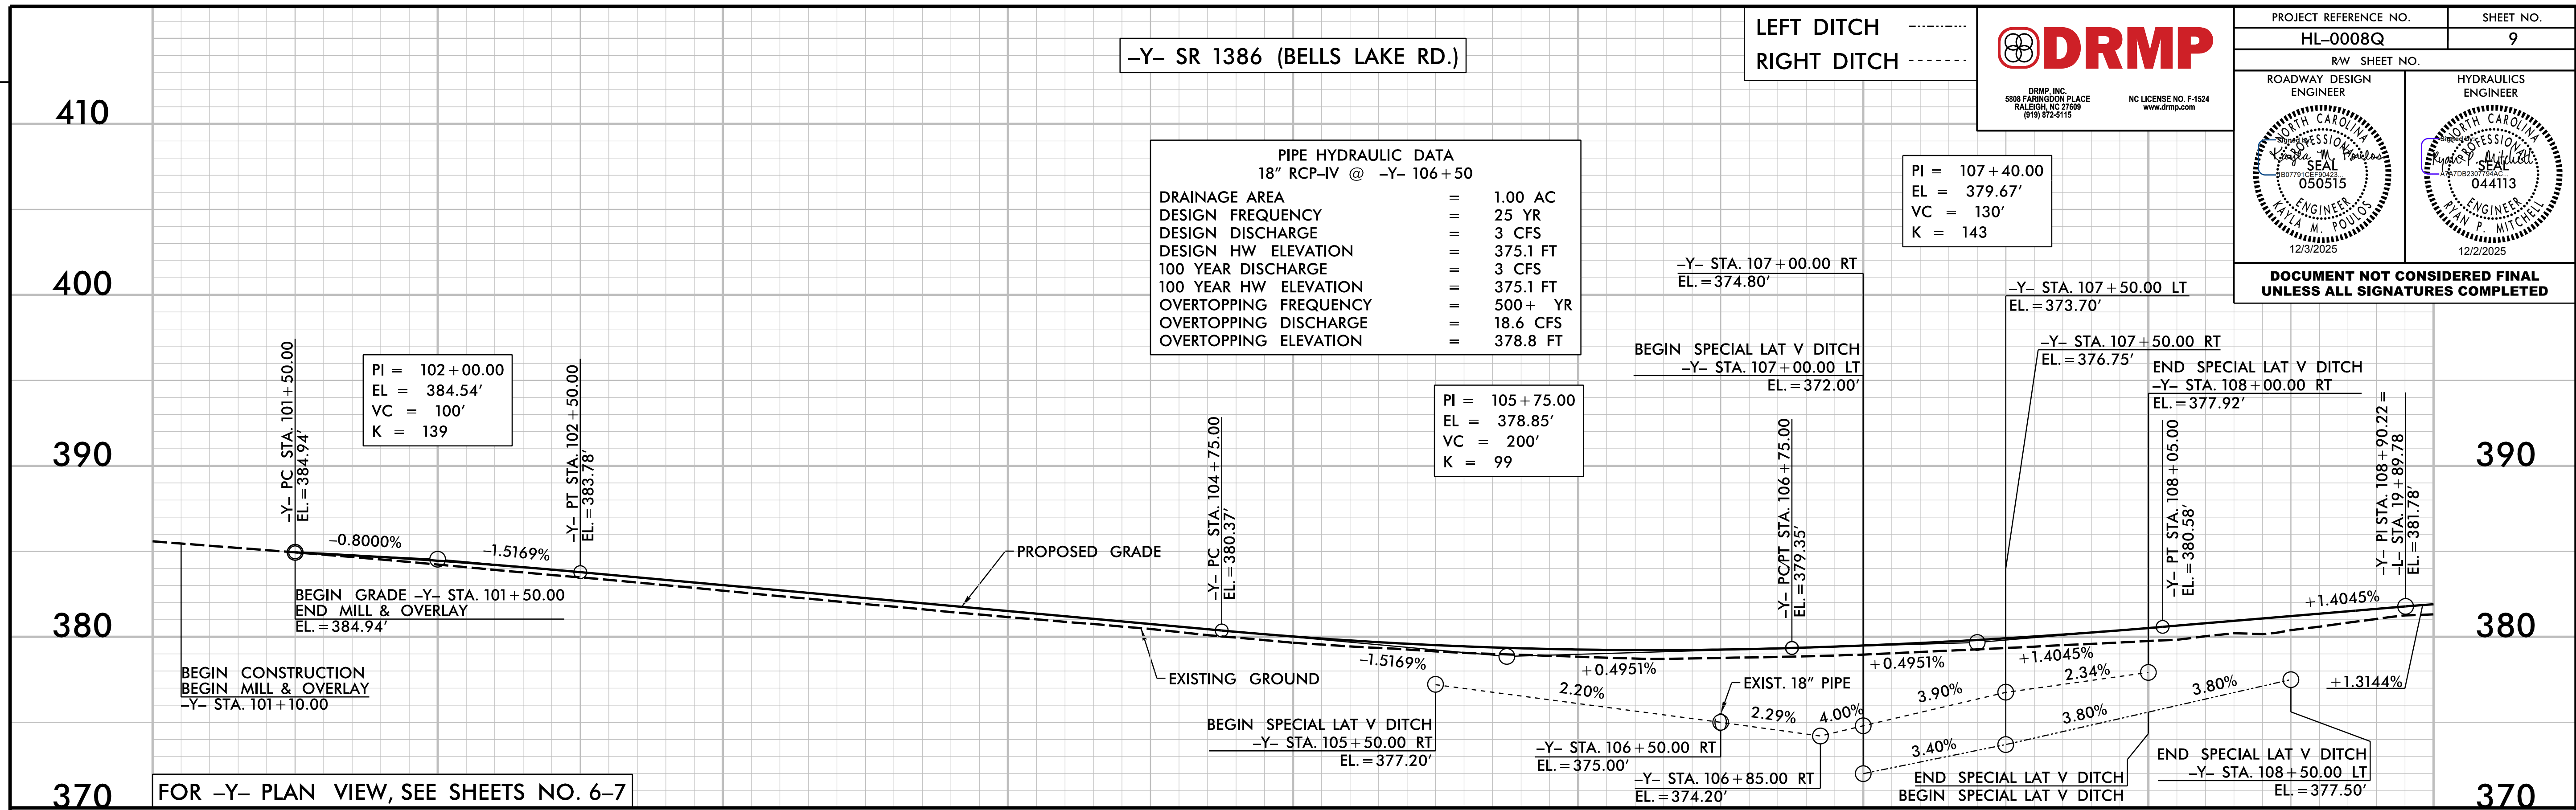 LEFT DITCH
RIGHT DITCH
-Y- SR 1386 (BELLS LAKE RD.)
DRMP
DRMP, INC.
5808 FARINGDON PLACE
RALEIGH, NC 27609
(919) 872-5115
NC LICENSE NO. F-1524
www.drmp.com
PROJECT REFERENCE NO.
SHEET NO.
HL-0008Q
9
RW SHEET NO.
ROADWAY DESIGN
ENGINEER
HYDRAULICS
ENGINEER
NORTH CAROLINA
PROFESSIONAL
SEAL
050515
ENGINEER
KAYLA M. POULOS
12/3/2025
NORTH CAROLINA
PROFESSIONAL
SEAL
044113
ENGINEER
RYAN P. MITCHELL
12/2/2025
DOCUMENT NOT CONSIDERED FINAL
UNLESS ALL SIGNATURES COMPLETED
410
400
390
380
370
390
380
370
PIPE HYDRAULIC DATA
18" RCP-IV @ -Y- 106+50
DRAINAGE AREA = 1.00 AC
DESIGN FREQUENCY = 25 YR
DESIGN DISCHARGE = 3 CFS
DESIGN HW ELEVATION = 375.1 FT
100 YEAR DISCHARGE = 3 CFS
100 YEAR HW ELEVATION = 375.1 FT
OVERTOPPING FREQUENCY = 500+ YR
OVERTOPPING DISCHARGE = 18.6 CFS
OVERTOPPING ELEVATION = 378.8 FT
PI = 107+40.00
EL = 379.67'
VC = 130'
K = 143
-Y- STA. 107+00.00 RT
EL.=374.80'
-Y- STA. 107+50.00 LT
EL.=373.70'
-Y- STA. 107+50.00 RT
EL.=376.75'
BEGIN SPECIAL LAT V DITCH
-Y- STA. 107+00.00 LT
EL.=372.00'
END SPECIAL LAT V DITCH
-Y- STA. 108+00.00 RT
EL.=377.92'
PI = 102+00.00
EL = 384.54'
VC = 100'
K = 139
PI = 105+75.00
EL = 378.85'
VC = 200'
K = 99
-Y- PC STA. 101+50.00
EL.=384.94'
-Y- PT STA. 102+50.00
EL.=383.78'
-Y- PC STA. 104+75.00
EL.=380.37'
-Y- PC/PT STA. 106+75.00
EL.=379.35'
-Y- PT STA. 108+05.00
EL.=380.58'
-Y- PI STA. 108+90.22 =
-L- STA. 19+89.78
EL.=381.78'
-0.8000%
-1.5169%
PROPOSED GRADE
BEGIN GRADE -Y- STA. 101+50.00
END MILL & OVERLAY
EL.=384.94'
BEGIN CONSTRUCTION
BEGIN MILL & OVERLAY
-Y- STA. 101+10.00
EXISTING GROUND
-1.5169%
+0.4951%
+0.4951%
+1.4045%
+1.4045%
+1.3144%
2.20%
EXIST. 18" PIPE
2.29%
4.00%
3.90%
2.34%
3.40%
3.80%
3.80%
BEGIN SPECIAL LAT V DITCH
-Y- STA. 105+50.00 RT
EL.=377.20'
-Y- STA. 106+50.00 RT
EL.=375.00'
-Y- STA. 106+85.00 RT
EL.=374.20'
END SPECIAL LAT V DITCH
BEGIN SPECIAL LAT V DITCH
END SPECIAL LAT V DITCH
-Y- STA. 108+50.00 LT
EL.=377.50'
FOR -Y- PLAN VIEW, SEE SHEETS NO. 6-7